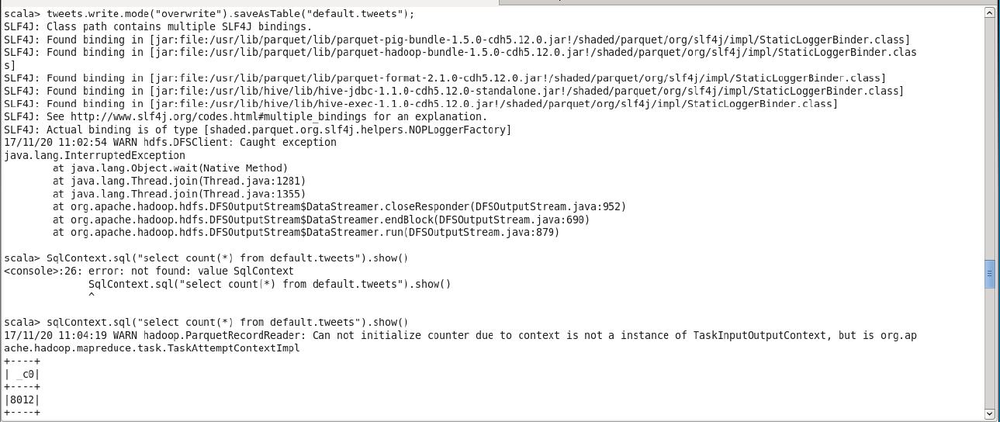 scala> tweets.write.mode("overwrite").saveAsTable("default.tweets");
SLF4J: Class path contains multiple SLF4J bindings.
SLF4J: Found binding in [jar:file:/usr/lib/parquet/lib/parquet-pig-bundle-1.5.0-cdh5.12.0.jar!/shaded/parquet/org/slf4j/impl/StaticLoggerBinder.class]
SLF4J: Found binding in [jar:file:/usr/lib/parquet/lib/parquet-hadoop-bundle-1.5.0-cdh5.12.0.jar!/shaded/parquet/org/slf4j/impl/StaticLoggerBinder.clas
s]
SLF4J: Found binding in [jar:file:/usr/lib/parquet/lib/parquet-format-2.1.0-cdh5.12.0.jar!/shaded/parquet/org/slf4j/impl/StaticLoggerBinder.class]
SLF4J: Found binding in [jar:file:/usr/lib/hive/lib/hive-jdbc-1.1.0-cdh5.12.0-standalone.jar!/shaded/parquet/org/slf4j/impl/StaticLoggerBinder.class]
SLF4J: Found binding in [jar:file:/usr/lib/hive/lib/hive-exec-1.1.0-cdh5.12.0.jar!/shaded/parquet/org/slf4j/impl/StaticLoggerBinder.class]
SLF4J: See http://www.slf4j.org/codes.html#multiple_bindings for an explanation.
SLF4J: Actual binding is of type [shaded.parquet.org.slf4j.helpers.NOPLoggerFactory]
17/11/20 11:02:54 WARN hdfs.DFSClient: Caught exception
java.lang.InterruptedException
        at java.lang.Object.wait(Native Method)
        at java.lang.Thread.join(Thread.java:1281)
        at java.lang.Thread.join(Thread.java:1355)
        at org.apache.hadoop.hdfs.DFSOutputStream$DataStreamer.closeResponder(DFSOutputStream.java:952)
        at org.apache.hadoop.hdfs.DFSOutputStream$DataStreamer.endBlock(DFSOutputStream.java:690)
        at org.apache.hadoop.hdfs.DFSOutputStream$DataStreamer.run(DFSOutputStream.java:879)
scala> SqlContext.sql("select count(*) from default.tweets").show()
<console>:26: error: not found: value SqlContext
              SqlContext.sql("select count(*) from default.tweets").show()
              ^
scala> sqlContext.sql("select count(*) from default.tweets").show()
17/11/20 11:04:19 WARN hadoop.ParquetRecordReader: Can not initialize counter due to context is not a instance of TaskInputOutputContext, but is org.ap
ache.hadoop.mapreduce.task.TaskAttemptContextImpl
+----+
| _c0|
+----+
|8012|
+----+